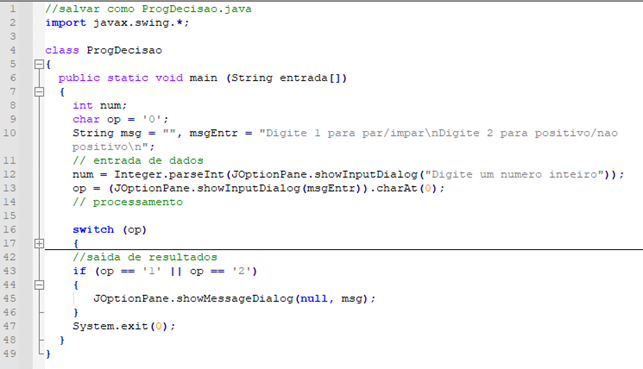 1 //salvar como ProgDecisao.java
2 import javax.swing.*;
3
4 class ProgDecisao
5 {
6 public static void main (String entrada[])
7 {
8 int num;
9 char op = '0';
10 String msg = "", msgEntr = "Digite 1 para par/impar\nDigite 2 para positivo/nao
positivo\n";
11 // entrada de dados
12 num = Integer.parseInt(JOptionPane.showInputDialog("Digite um numero inteiro"));
13 op = (JOptionPane.showInputDialog(msgEntr)).charAt(0);
14 // processamento
15
16 switch (op)
17 {
42 //saída de resultados
43 if (op == '1' || op == '2')
44 {
45 JOptionPane.showMessageDialog(null, msg);
46 }
47 System.exit(0);
48 }
49 }